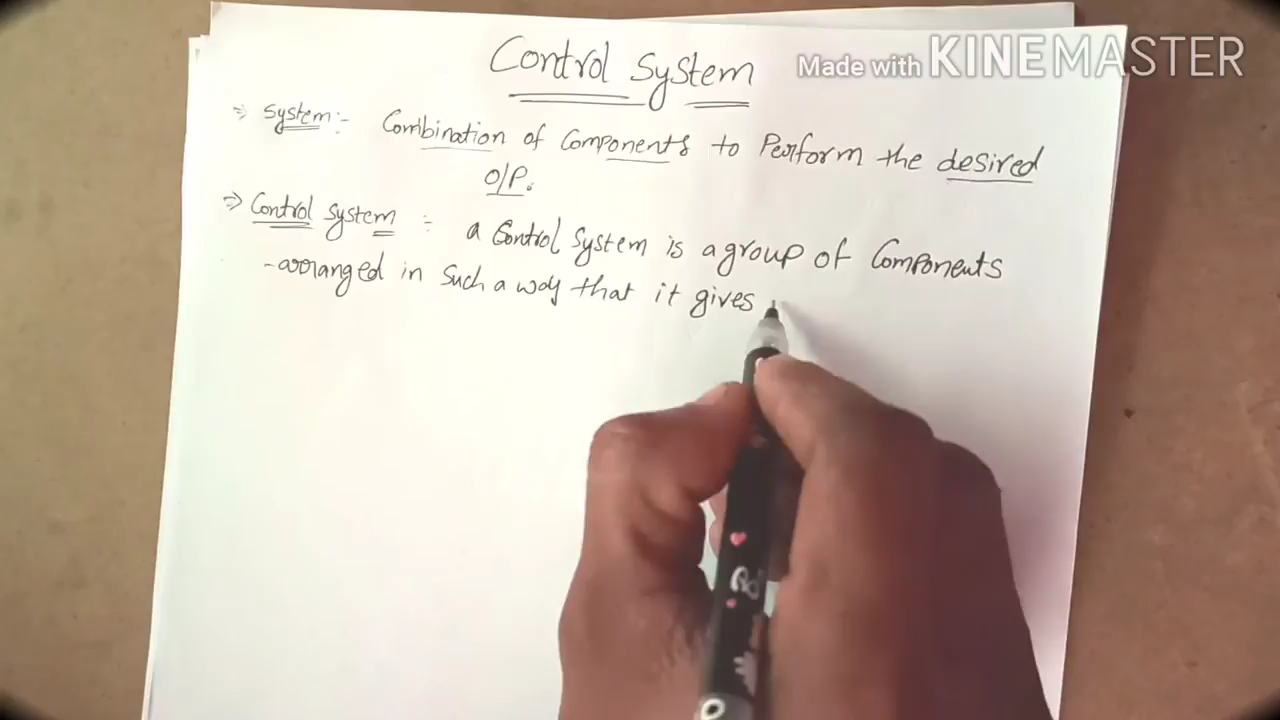 Control System
Made with KINEMASTER
⇒ System:- Combination of Components to Perform the desired
O/P.
⇒ Control System :- a Control System is a group of Components
-arranged in such a way that it gives